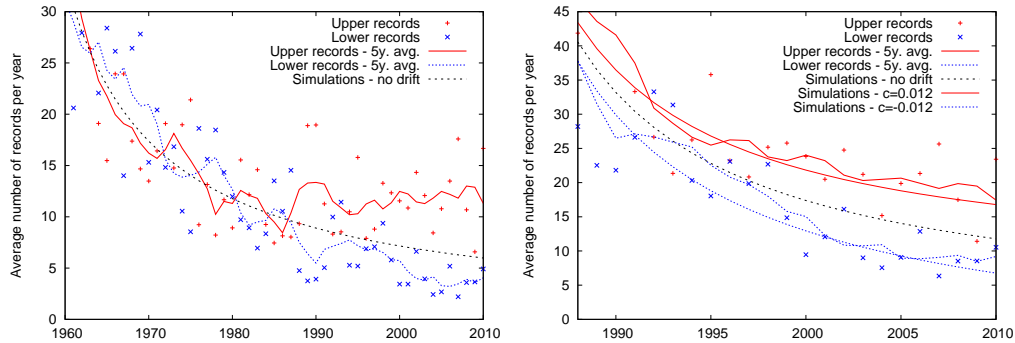 Average number of records per year
30
25
20
15
10
5
0
1960
1970
1980
1990
2000
2010
Upper records
Lower records
Upper records - 5y. avg.
Lower records - 5y. avg.
Simulations - no drift
Average number of records per year
45
40
35
30
25
20
15
10
5
0
1990
1995
2000
2005
2010
Upper records
Lower records
Upper records - 5y. avg.
Lower records - 5y. avg.
Simulations - no drift
Simulations - c=0.012
Simulations - c=-0.012